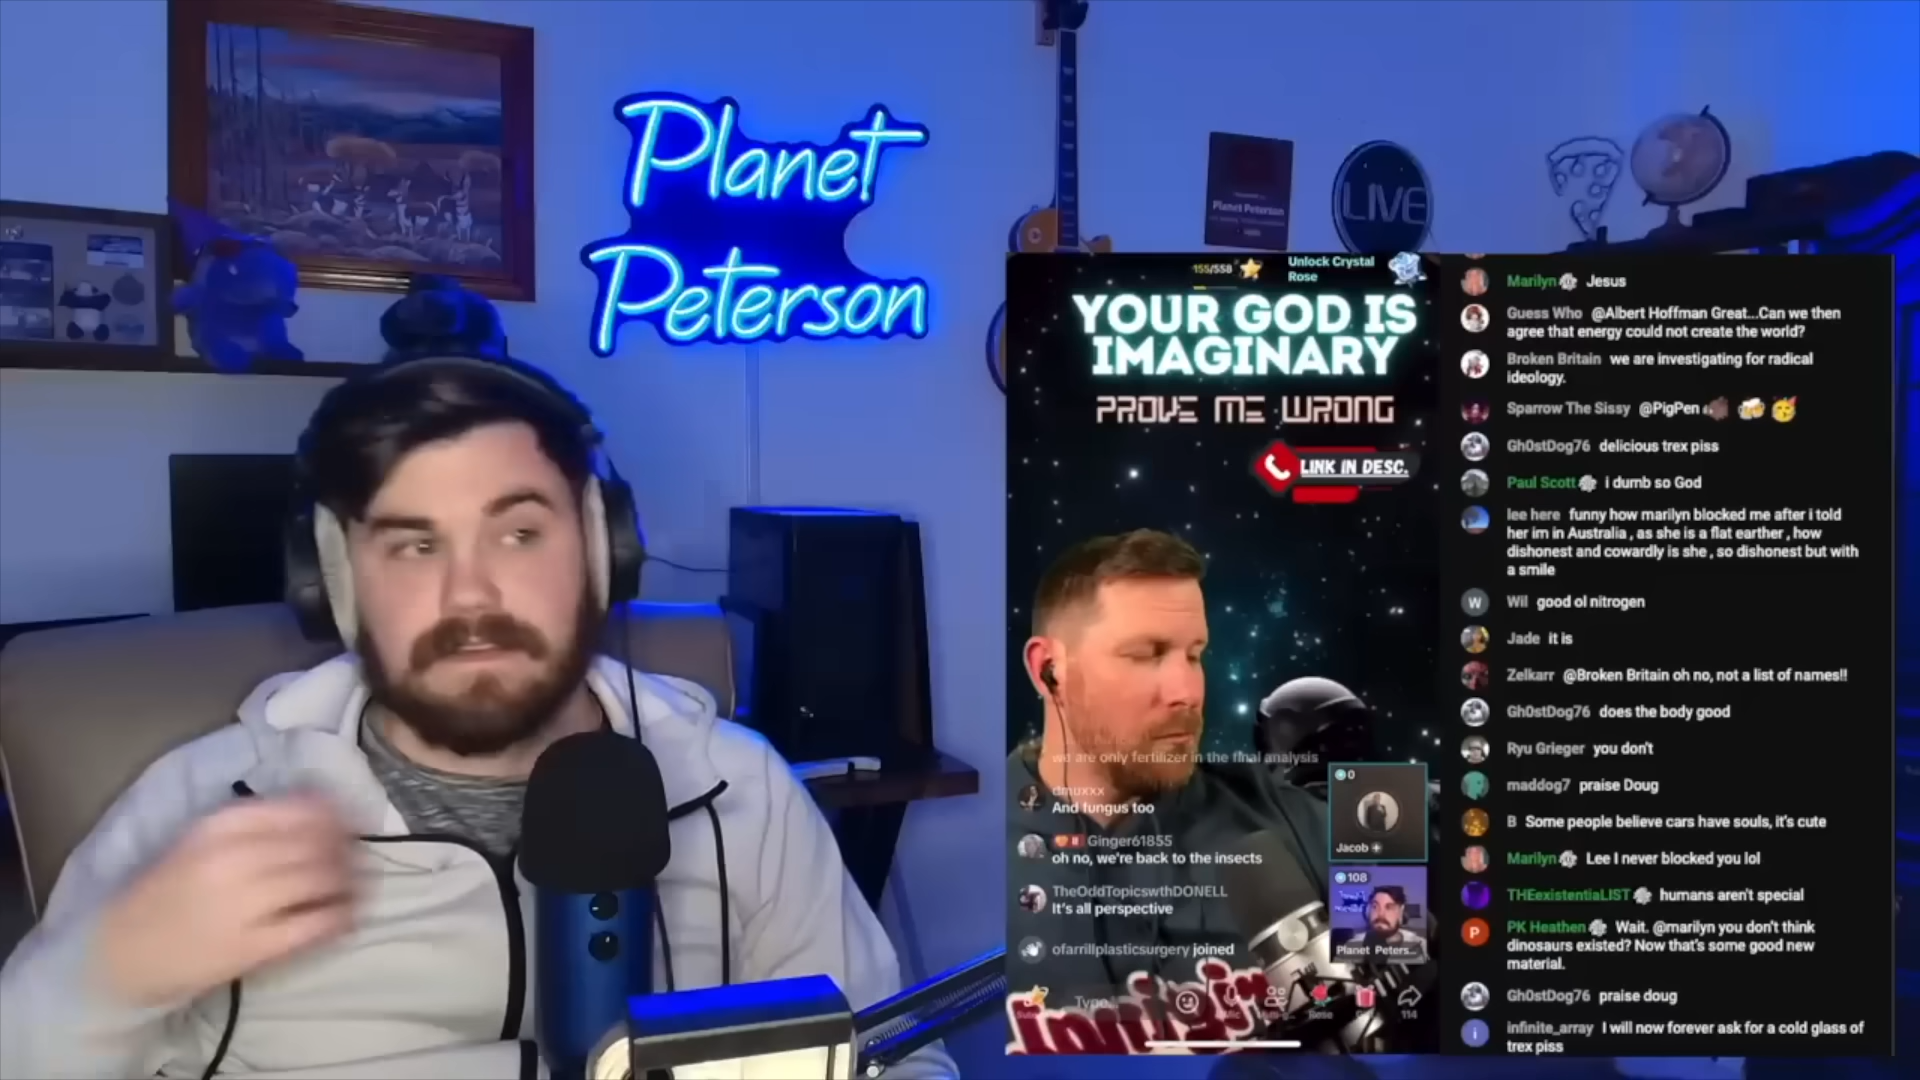 Planet
Peterson
Planet Peterson
LIVE
155/558
Unlock Crystal
Rose
YOUR GOD IS
IMAGINARY
PROVE ME WRONG
LINK IN DESC.
we are only fertilizer in the final analysis
dmuxxx
And fungus too
Ginger61855
oh no, we're back to the insects
TheOddTopicswthDONELL
It's all perspective
ofarrillplasticsurgery joined
Type...
0
Jacob
108
Planet Peters...
Rose
114
Marilyn Jesus
Guess Who @Albert Hoffman Great...Can we then
agree that energy could not create the world?
Broken Britain we are investigating for radical
ideology.
Sparrow The Sissy @PigPen 🍻 🥳
Gh0stDog76 delicious trex piss
Paul Scott i dumb so God
lee here funny how marilyn blocked me after i told
her im in Australia , as she is a flat earther , how
dishonest and cowardly is she , so dishonest but with
a smile
W Wil good ol nitrogen
Jade it is
Zelkarr @Broken Britain oh no, not a list of names!!
Gh0stDog76 does the body good
Ryu Grieger you don't
maddog7 praise Doug
B Some people believe cars have souls, it's cute
Marilyn Lee I never blocked you lol
THEexistentiaLIST humans aren't special
P PK Heathen Wait. @marilyn you don't think
dinosaurs existed? Now that's some good new
material.
Gh0stDog76 praise doug
i infinite_array I will now forever ask for a cold glass of
trex piss